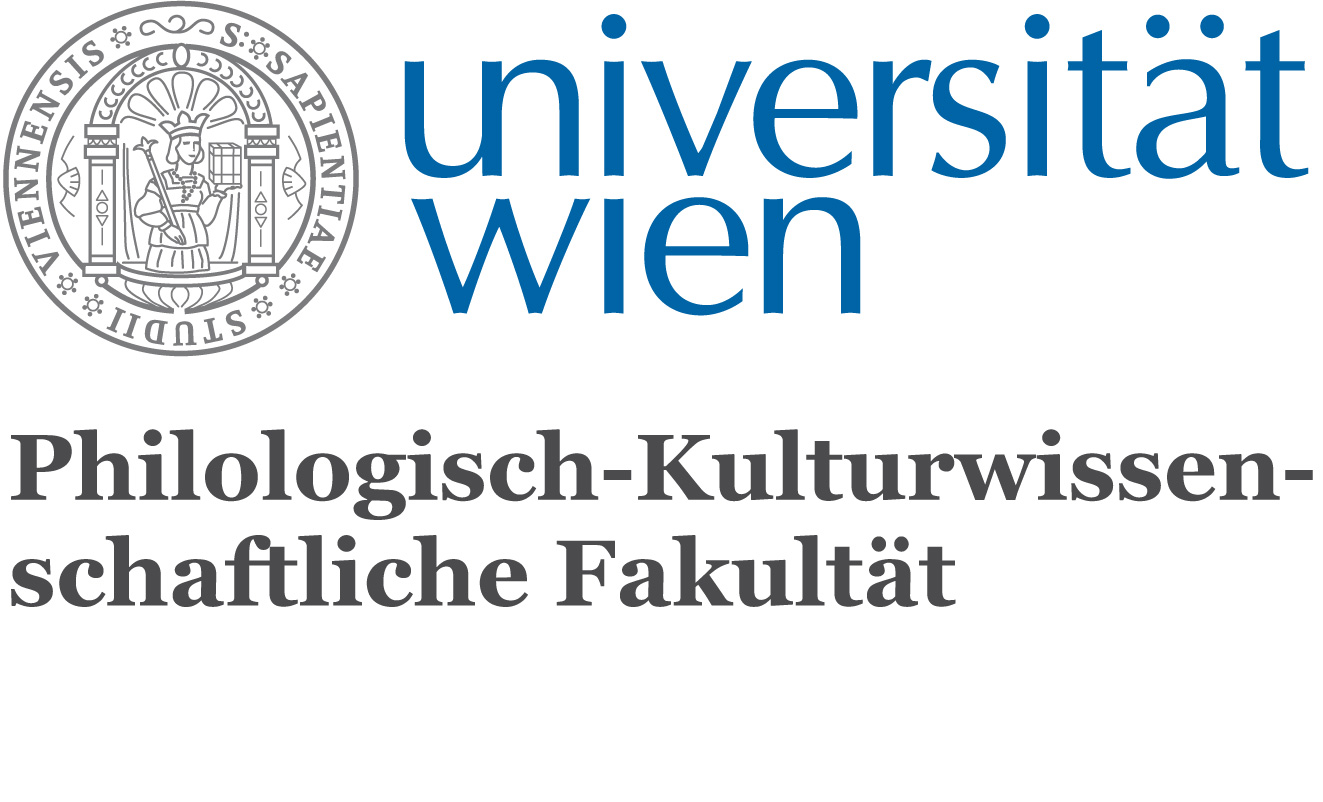 S: SAPIENTIAE STUDII VIENNENSIS
universität
wien
Philologisch-Kulturwissen-
schaftliche Fakultät